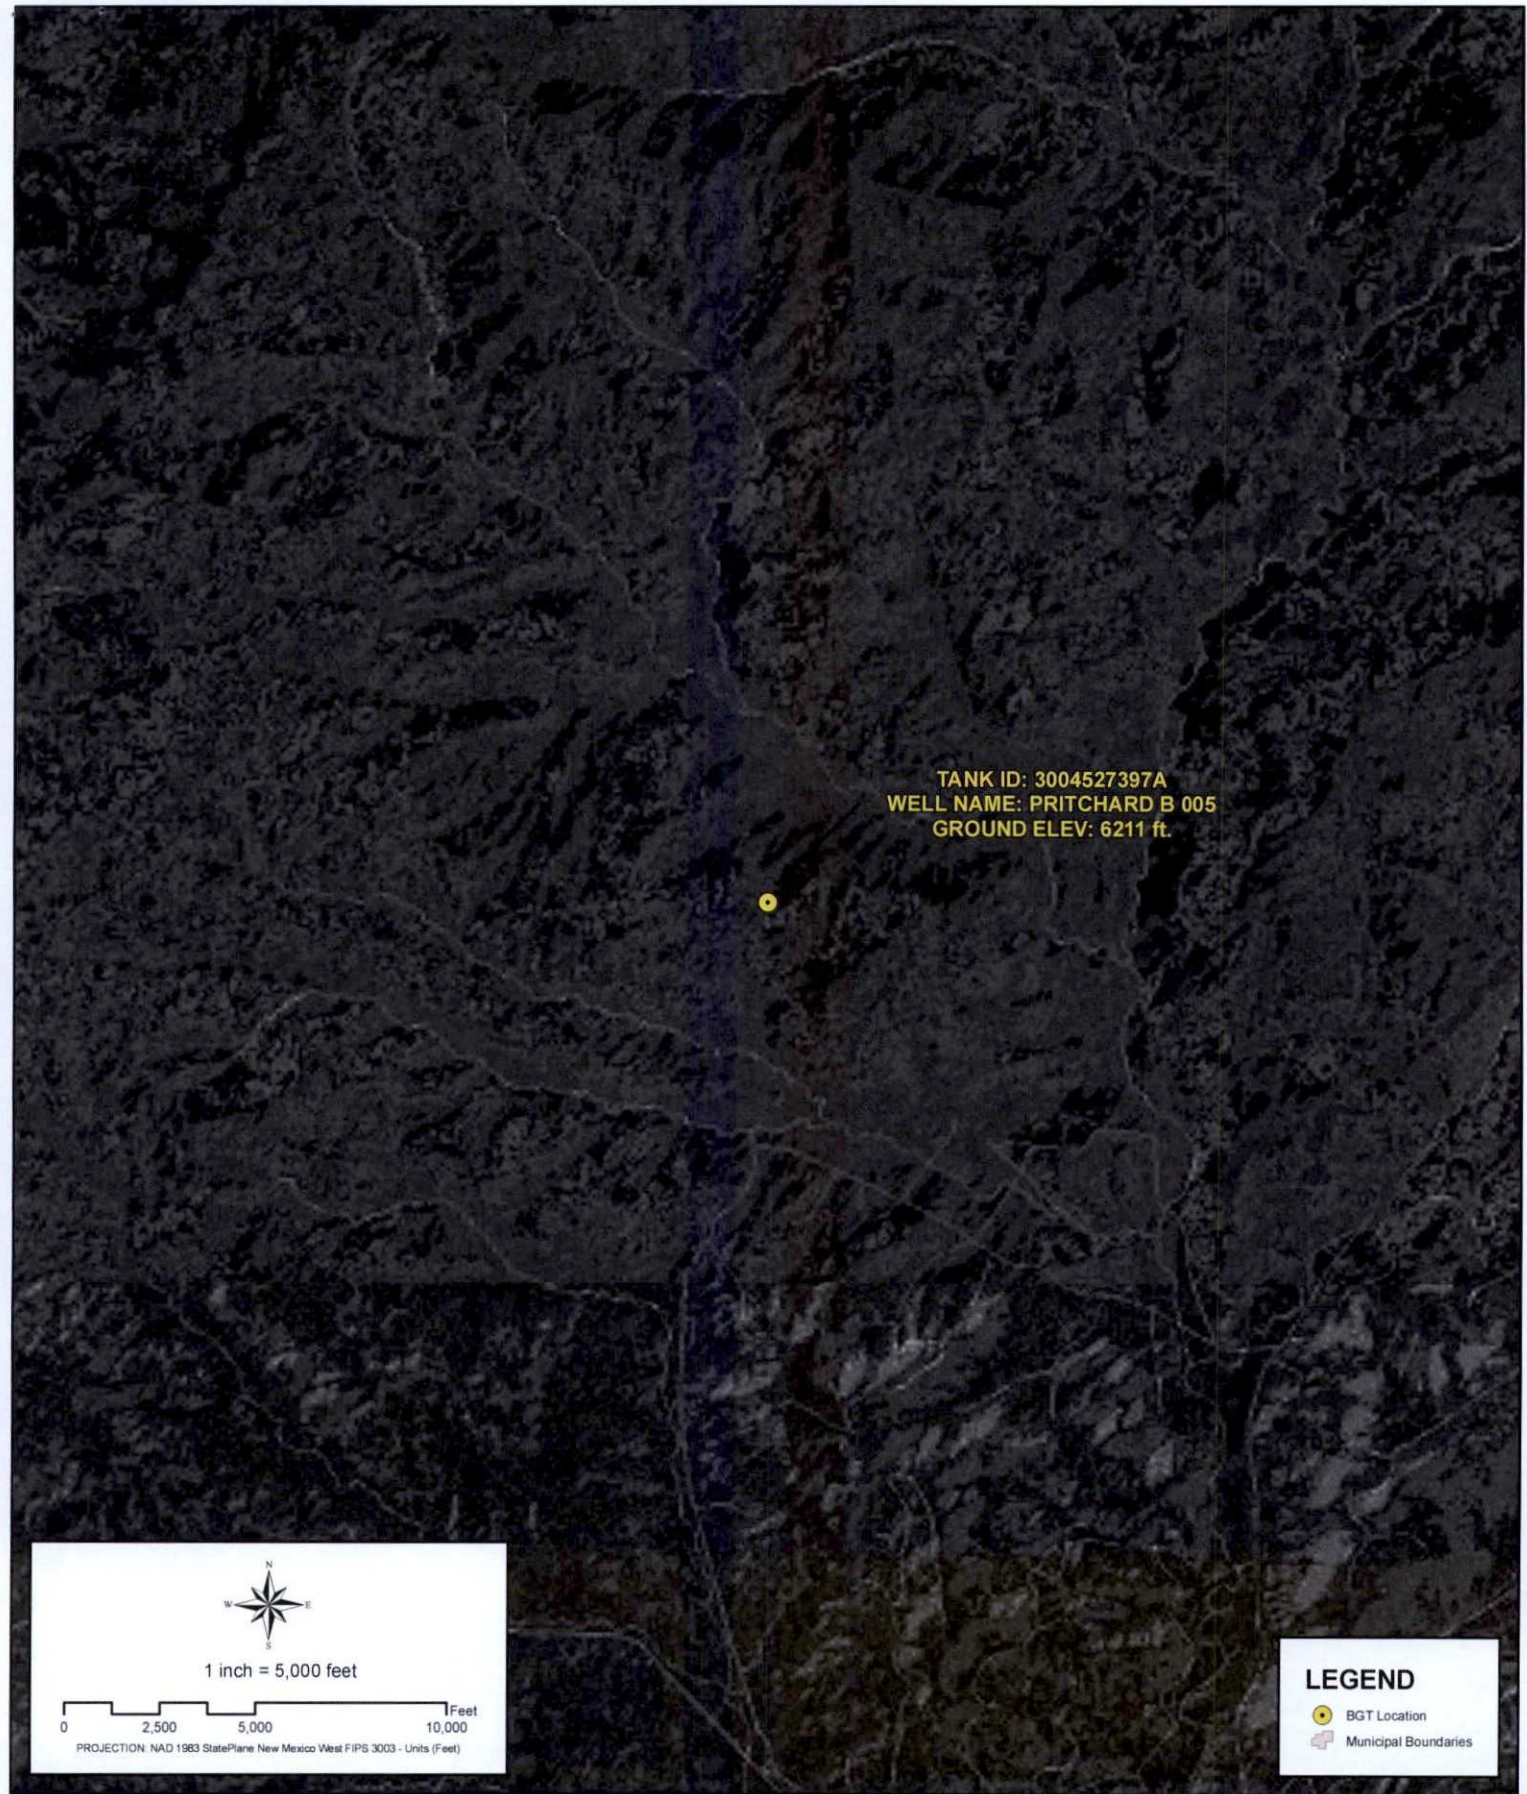 TANK ID: 3004527397A
WELL NAME: PRITCHARD B 005
GROUND ELEV: 6211 ft.
N
W E
S
1 inch = 5,000 feet
Feet
0 2,500 5,000 10,000
PROJECTION: NAD 1983 StatePlane New Mexico West FIPS 3003 - Units (Feet)
LEGEND
BGT Location
Municipal Boundaries